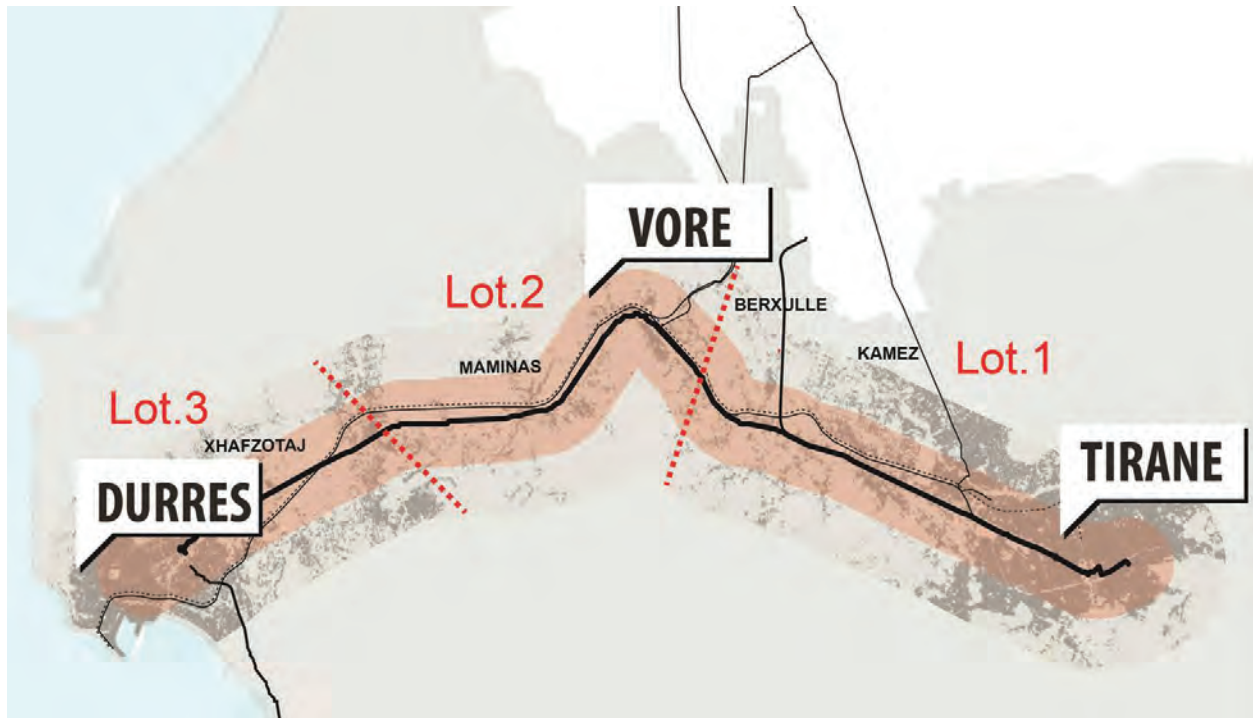 VORE
Lot.2
BERXULLE
KAMEZ
Lot.1
MAMINAS
Lot.3
XHAFZOTAJ
TIRANE
DURRES